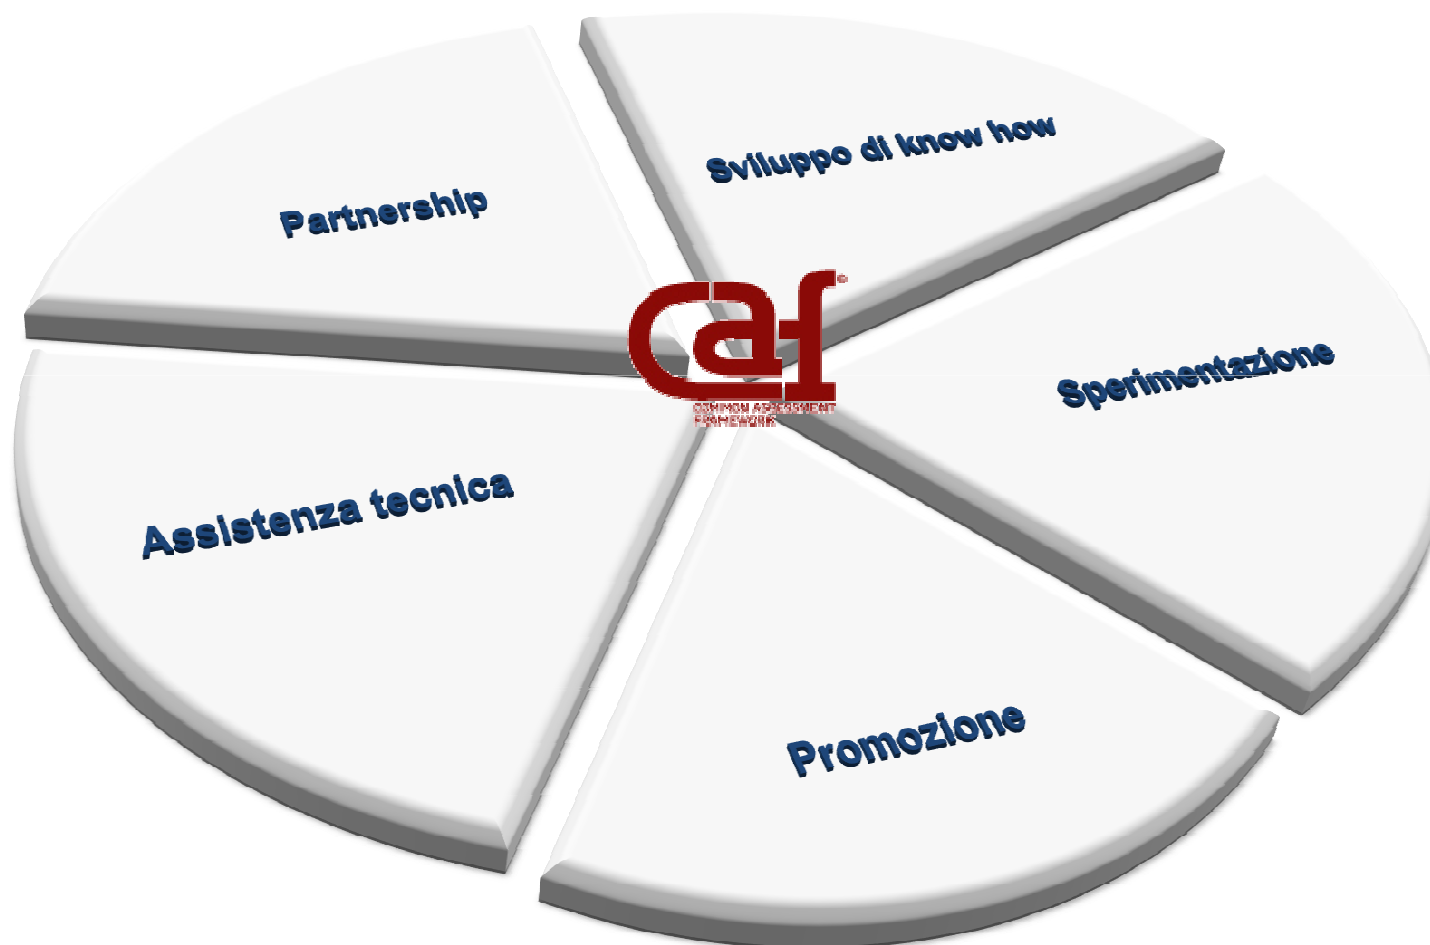 Sviluppo di know how
Partnership
caf®
COMMON ASSESSMENT
FRAMEWORK
Sperimentazione
Assistenza tecnica
Promozione